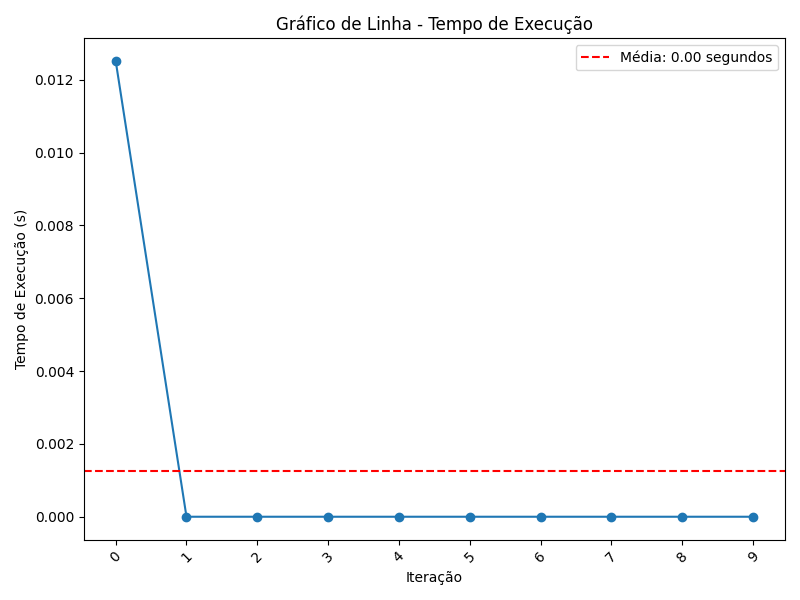 Gráfico de Linha - Tempo de Execução
Média: 0.00 segundos
Tempo de Execução (s)
0.012
0.010
0.008
0.006
0.004
0.002
0.000
0 1 2 3 4 5 6 7 8 9
Iteração